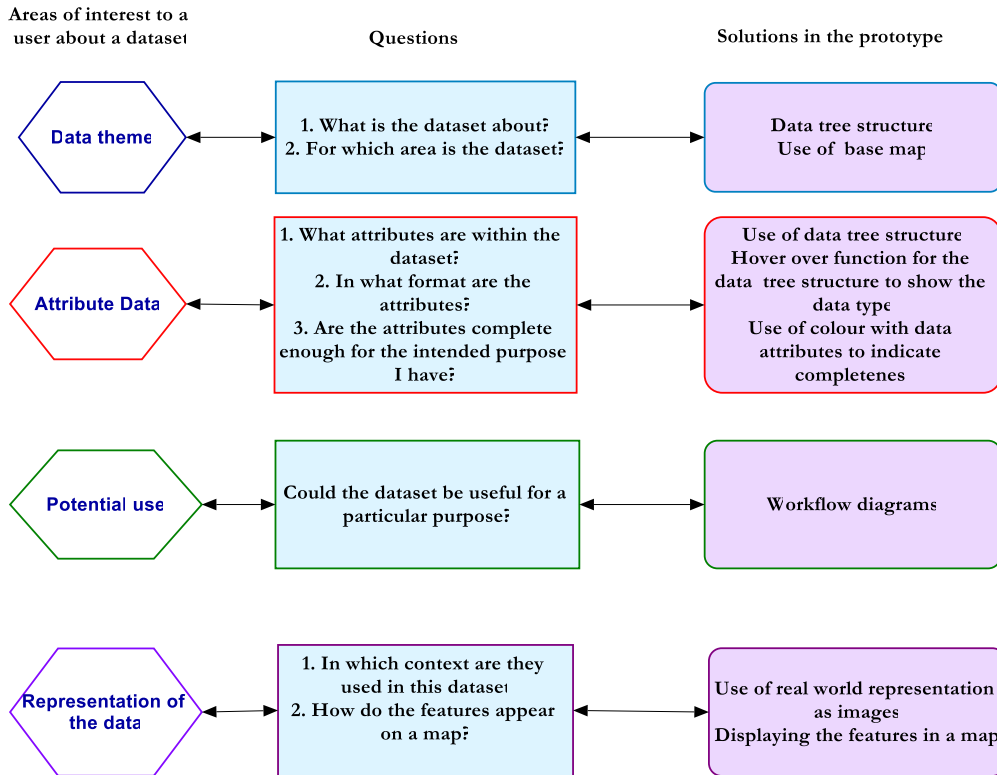 Areas of interest to a
user about a dataset
Questions
Solutions in the prototype
Data theme
1. What is the dataset about?
2. For which area is the dataset?
Data tree structure
Use of base map
Attribute Data
1. What attributes are within the
dataset?
2. In what format are the
attributes?
3. Are the attributes complete
enough for the intended purpose
I have?
Use of data tree structure
Hover over function for the
data tree structure to show the
data type
Use of colour with data
attributes to indicate
completenes
Potential use
Could the dataset be useful for a
particular purpose?
Workflow diagrams
Representation of
the data
1. In which context are they
used in this dataset
2. How do the features appear
on a map?
Use of real world representation
as images
Displaying the features in a map